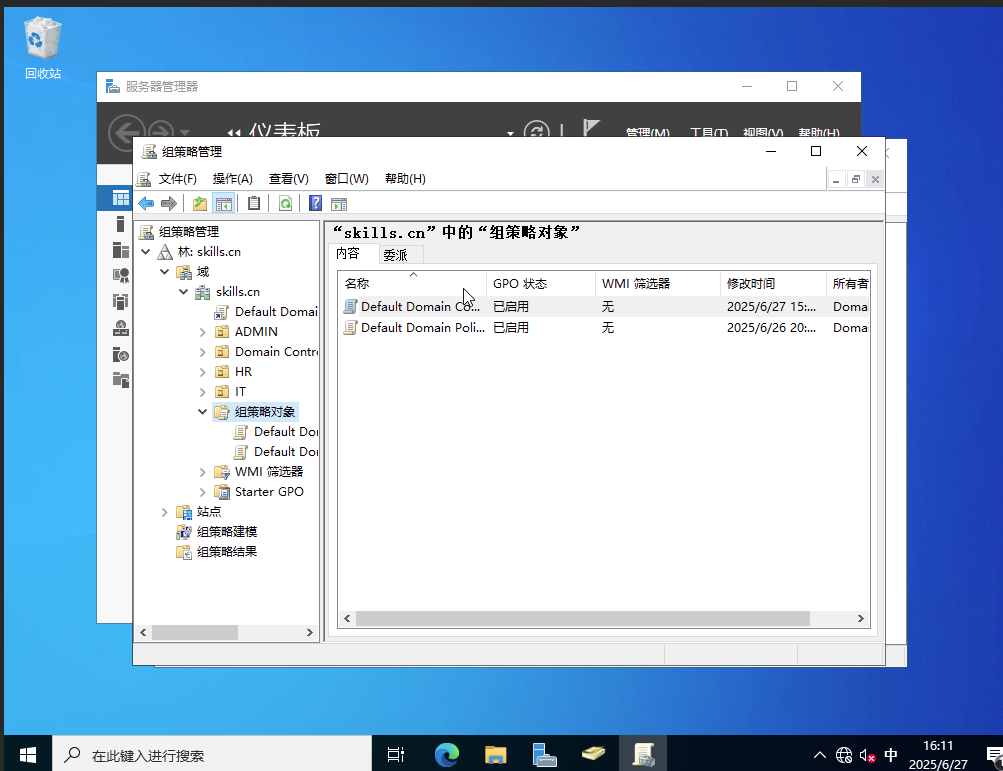 回收站
服务器管理器
仪表板
管理(M) 工具(T) 视图(V) 帮助(H)
组策略管理
文件(F) 操作(A) 查看(V) 窗口(W) 帮助(H)
组策略管理
林: skills.cn
域
skills.cn
Default Domai
ADMIN
Domain Contr
HR
IT
组策略对象
Default Do
Default Do
WMI 筛选器
Starter GPO
站点
组策略建模
组策略结果
“skills.cn”中的“组策略对象”
内容 委派
名称 GPO 状态 WMI 筛选器 修改时间 所有者
Default Domain Co... 已启用 无 2025/6/27 15:... Domai
Default Domain Poli... 已启用 无 2025/6/26 20:... Domai
在此键入进行搜索
中
16:11
2025/6/27